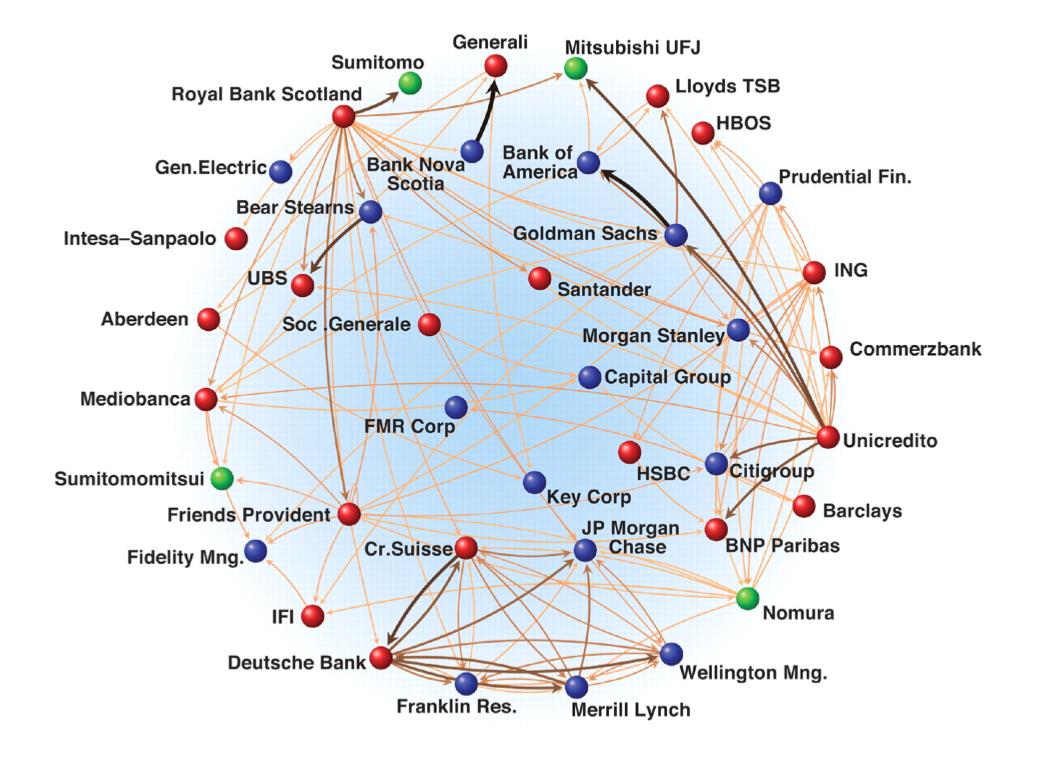 Generali
Mitsubishi UFJ
Sumitomo
Lloyds TSB
Royal Bank Scotland
HBOS
Bank Nova
Scotia
Bank of
America
Gen.Electric
Prudential Fin.
Bear Stearns
Goldman Sachs
Intesa–Sanpaolo
ING
UBS
Santander
Aberdeen
Soc .Generale
Morgan Stanley
Commerzbank
Capital Group
Mediobanca
FMR Corp
Unicredito
HSBC
Citigroup
Sumitomomitsui
Key Corp
Barclays
Friends Provident
JP Morgan
Chase
BNP Paribas
Cr.Suisse
Fidelity Mng.
Nomura
IFI
Deutsche Bank
Wellington Mng.
Franklin Res.
Merrill Lynch